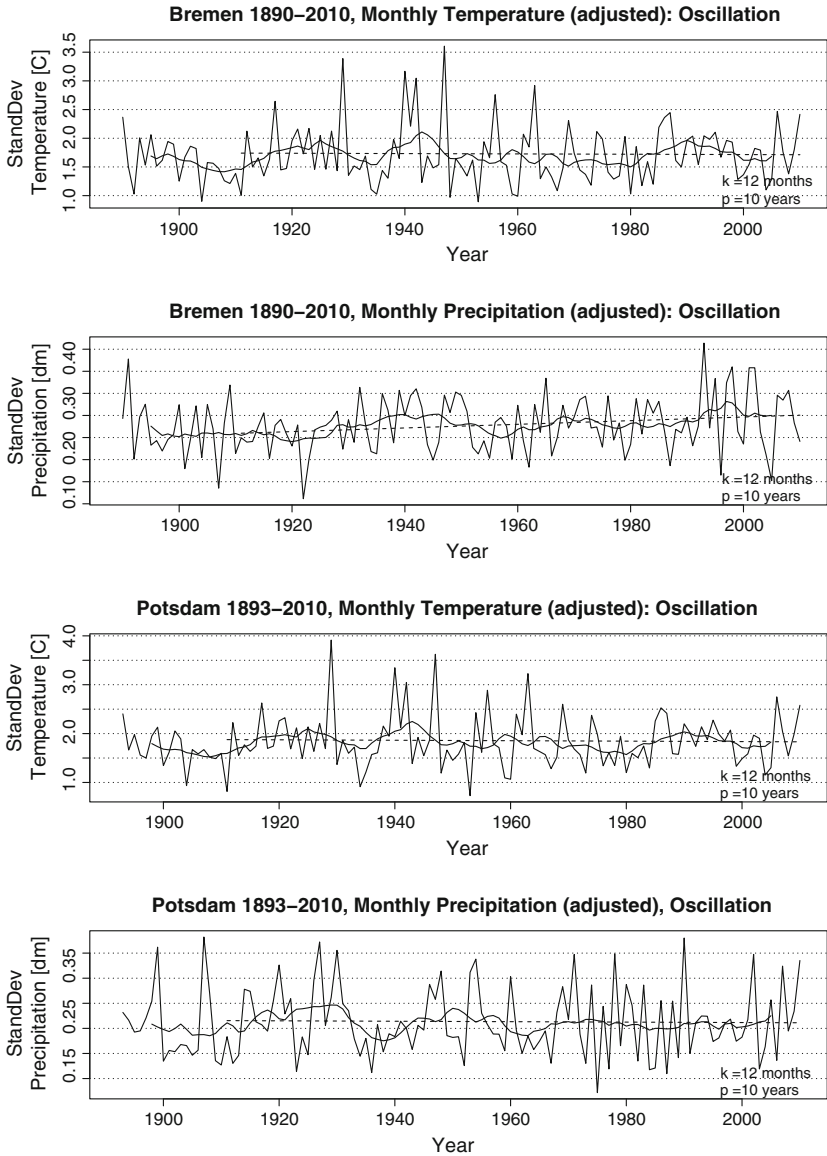 Bremen 1890–2010, Monthly Temperature (adjusted): Oscillation
StandDev
Temperature [C]
3.5
3.0
2.5
2.0
1.5
1.0
k =12 months
p =10 years
1900 1920 1940 1960 1980 2000
Year
Bremen 1890–2010, Monthly Precipitation (adjusted): Oscillation
StandDev
Precipitation [dm]
0.40
0.30
0.20
0.10
k =12 months
p =10 years
1900 1920 1940 1960 1980 2000
Year
Potsdam 1893–2010, Monthly Temperature (adjusted): Oscillation
StandDev
Temperature [C]
4.0
3.0
2.0
1.0
k =12 months
p =10 years
1900 1920 1940 1960 1980 2000
Year
Potsdam 1893–2010, Monthly Precipitation (adjusted), Oscillation
StandDev
Precipitation [dm]
0.35
0.25
0.15
k =12 months
p =10 years
1900 1920 1940 1960 1980 2000
Year